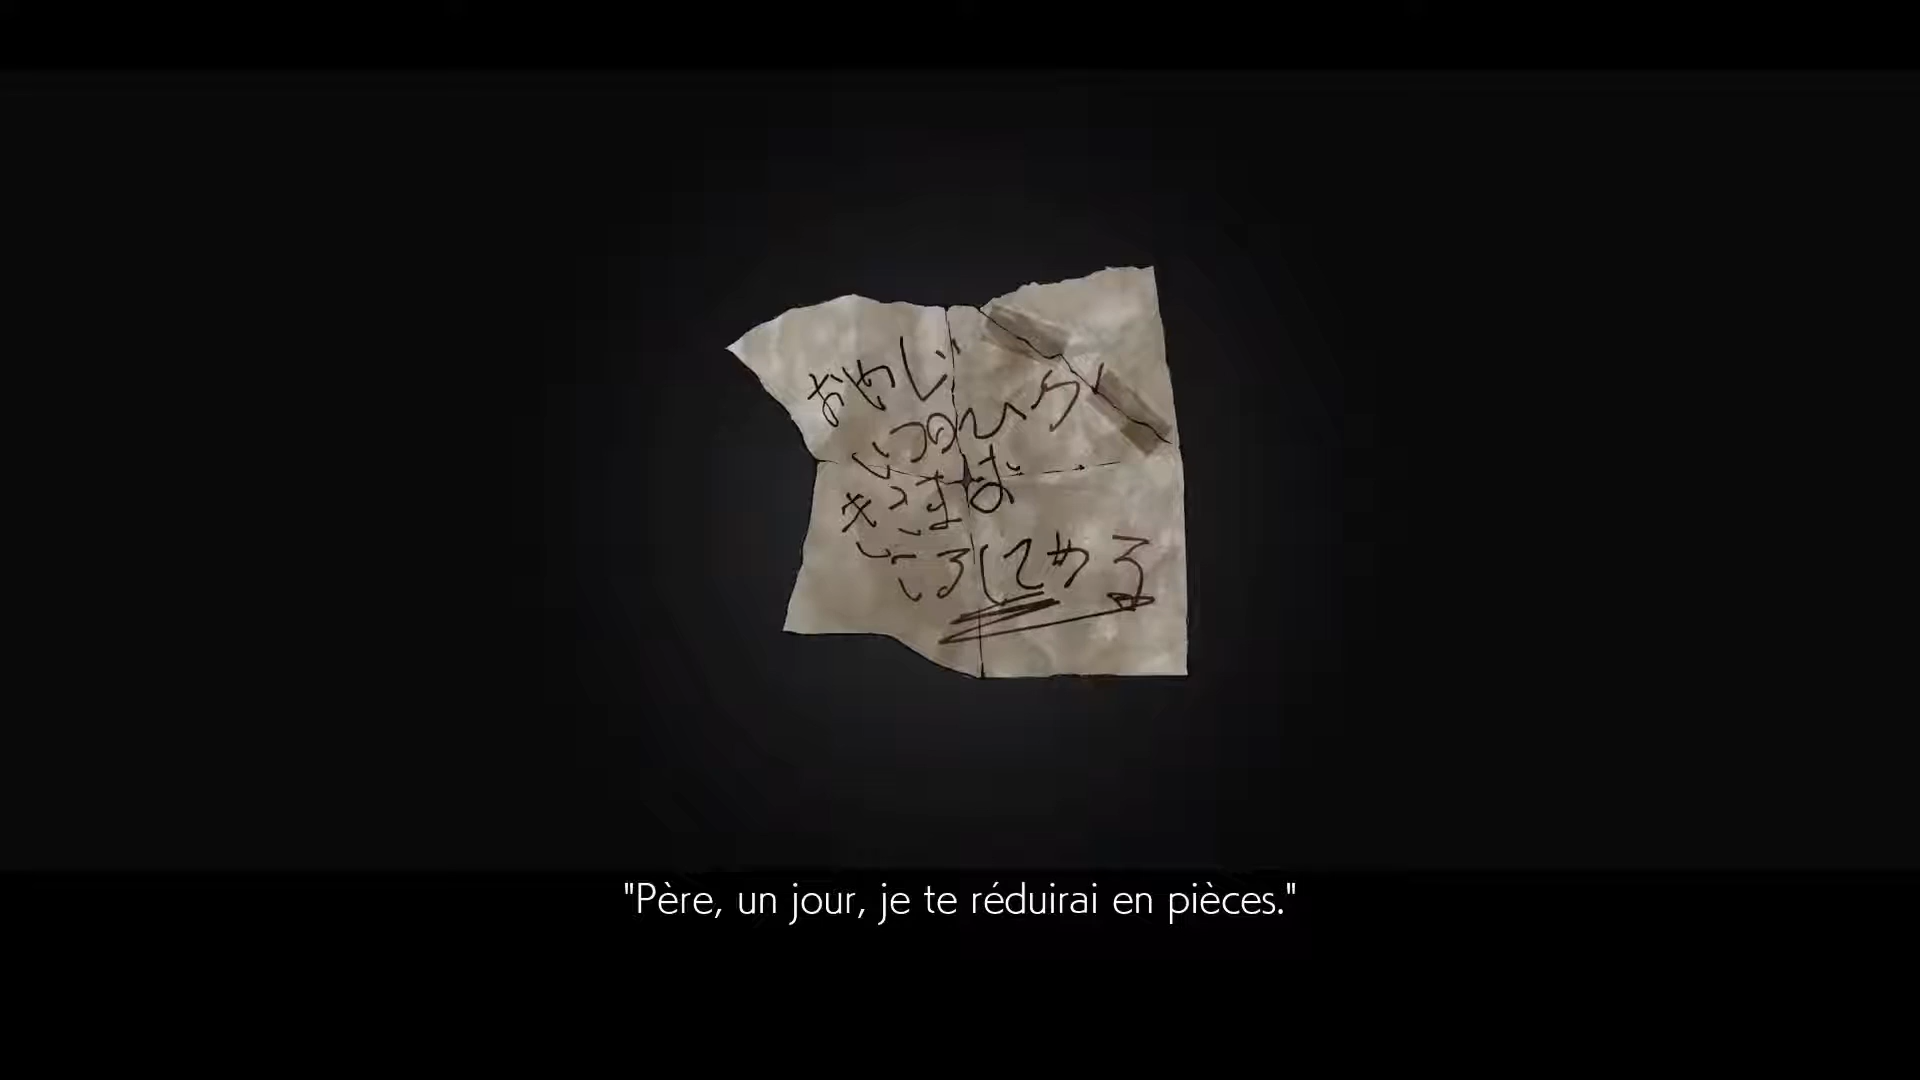 おやじ
いつのひか
きさまお
ころしてやる
"Père, un jour, je te réduirai en pièces."